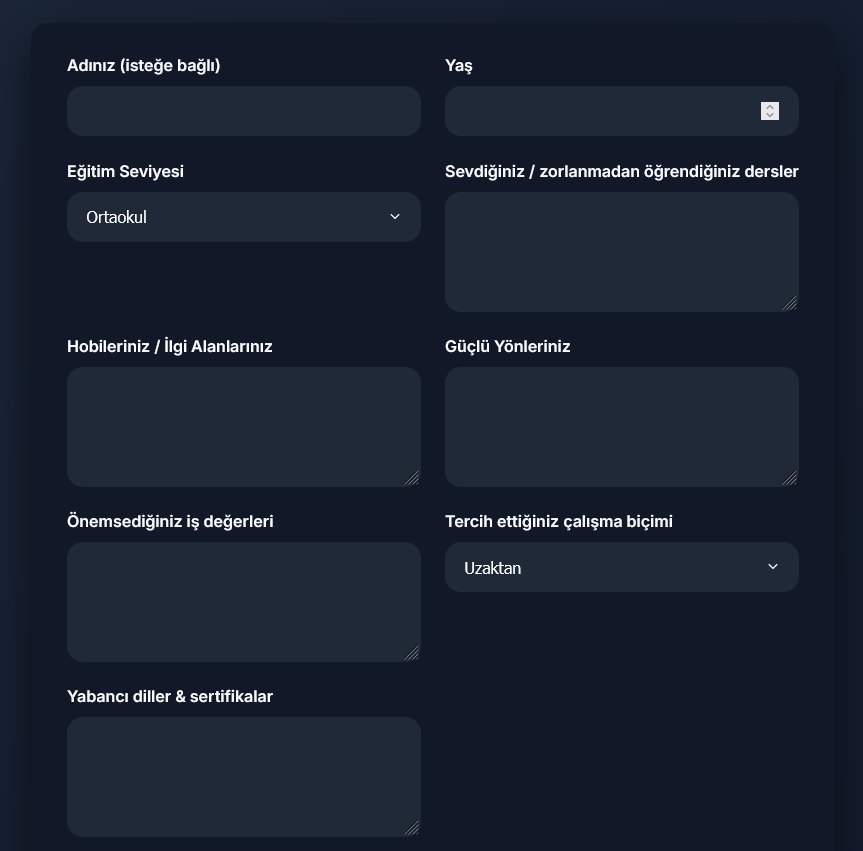 Adınız (isteğe bağlı)
Yaş
Eğitim Seviyesi
Ortaokul
Sevdiğiniz / zorlanmadan öğrendiğiniz dersler
Hobileriniz / İlgi Alanlarınız
Güçlü Yönleriniz
Önemsediğiniz iş değerleri
Tercih ettiğiniz çalışma biçimi
Uzaktan
Yabancı diller & sertifikalar